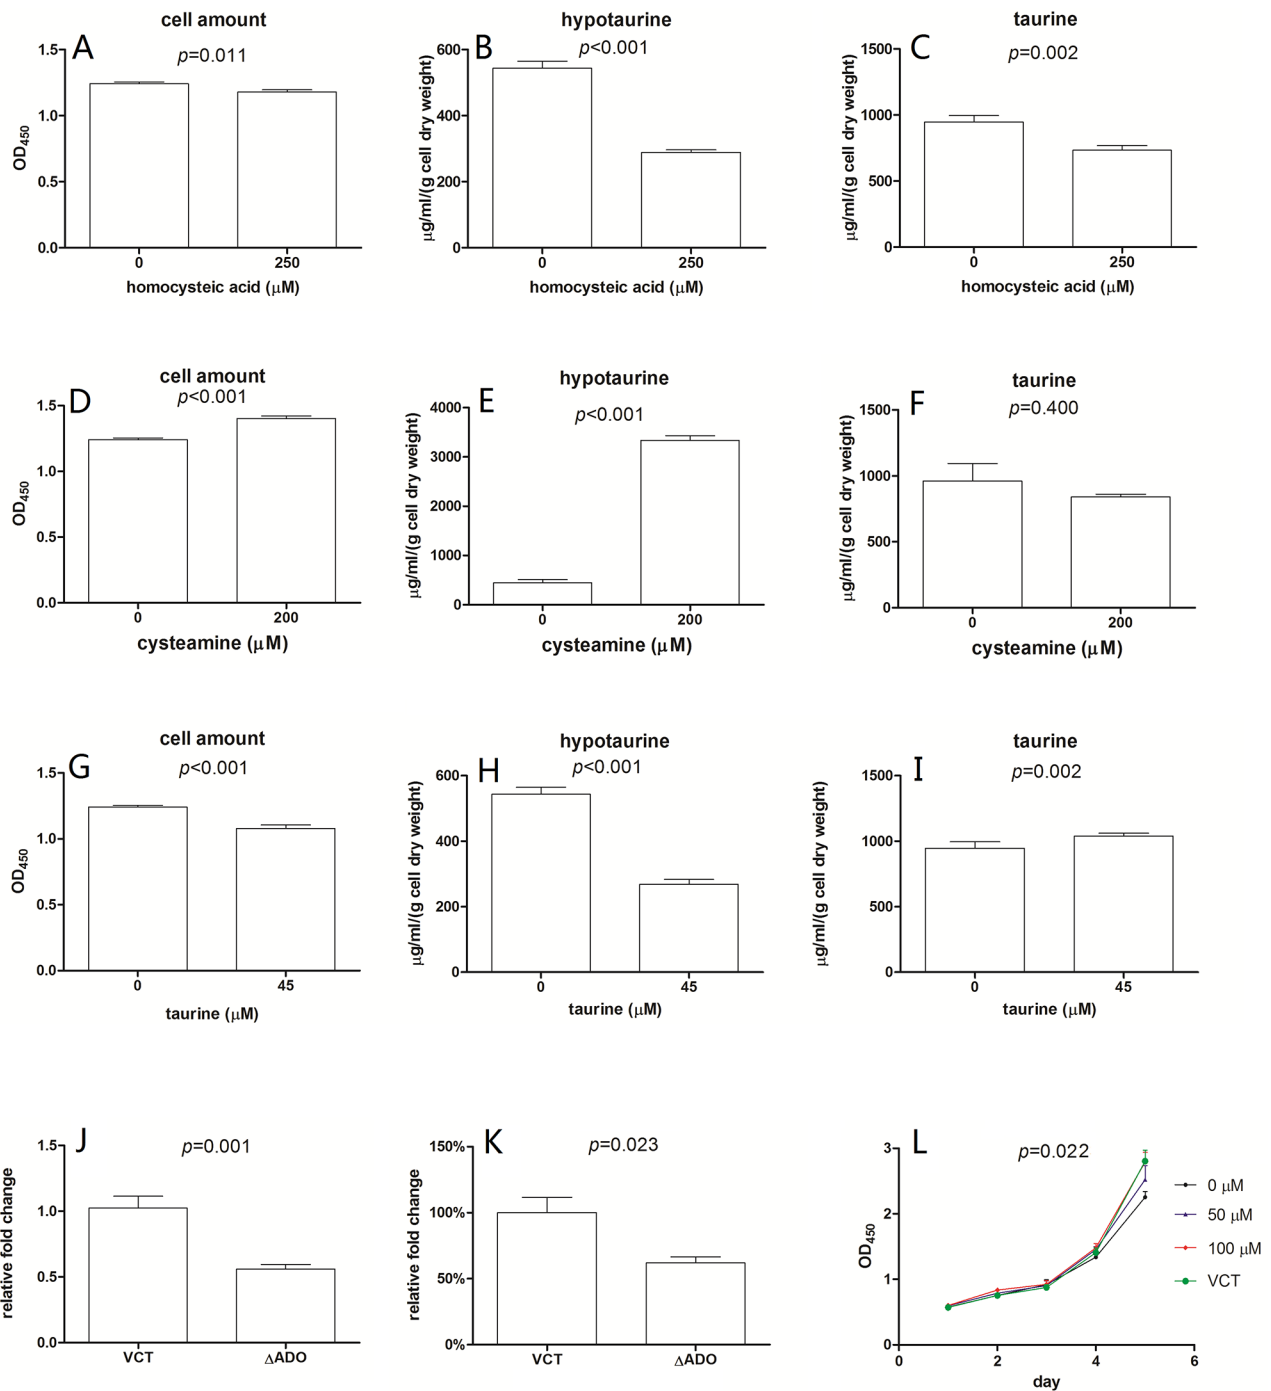 cell amount
A
p=0.011
OD450
1.5
1.0
0.5
0.0
0
250
homocysteic acid (μM)
hypotaurine
B
p<0.001
μg/ml/(g cell dry weight)
600
400
200
0
0
250
homocysteic acid (μM)
taurine
C
p=0.002
μg/ml/(g cell dry weight)
1500
1000
500
0
0
250
homocysteic acid (μM)
cell amount
D
p<0.001
OD450
1.5
1.0
0.5
0.0
0
200
cysteamine (μM)
hypotaurine
E
p<0.001
μg/ml/(g cell dry weight)
4000
3000
2000
1000
0
0
200
cysteamine (μM)
taurine
F
p=0.400
μg/ml/(g cell dry weight)
1500
1000
500
0
0
200
cysteamine (μM)
cell amount
G
p<0.001
OD450
1.5
1.0
0.5
0.0
0
45
taurine (μM)
hypotaurine
H
p<0.001
μg/ml/(g cell dry weight)
600
400
200
0
0
45
taurine (μM)
taurine
I
p=0.002
μg/ml/(g cell dry weight)
1500
1000
500
0
0
45
taurine (μM)
J
p=0.001
relative fold change
1.5
1.0
0.5
0.0
VCT
ΔADO
K
p=0.023
relative fold change
150%
100%
50%
0%
VCT
ΔADO
L
p=0.022
OD450
3
2
1
0
0
2
4
6
day
0 μM
50 μM
100 μM
VCT